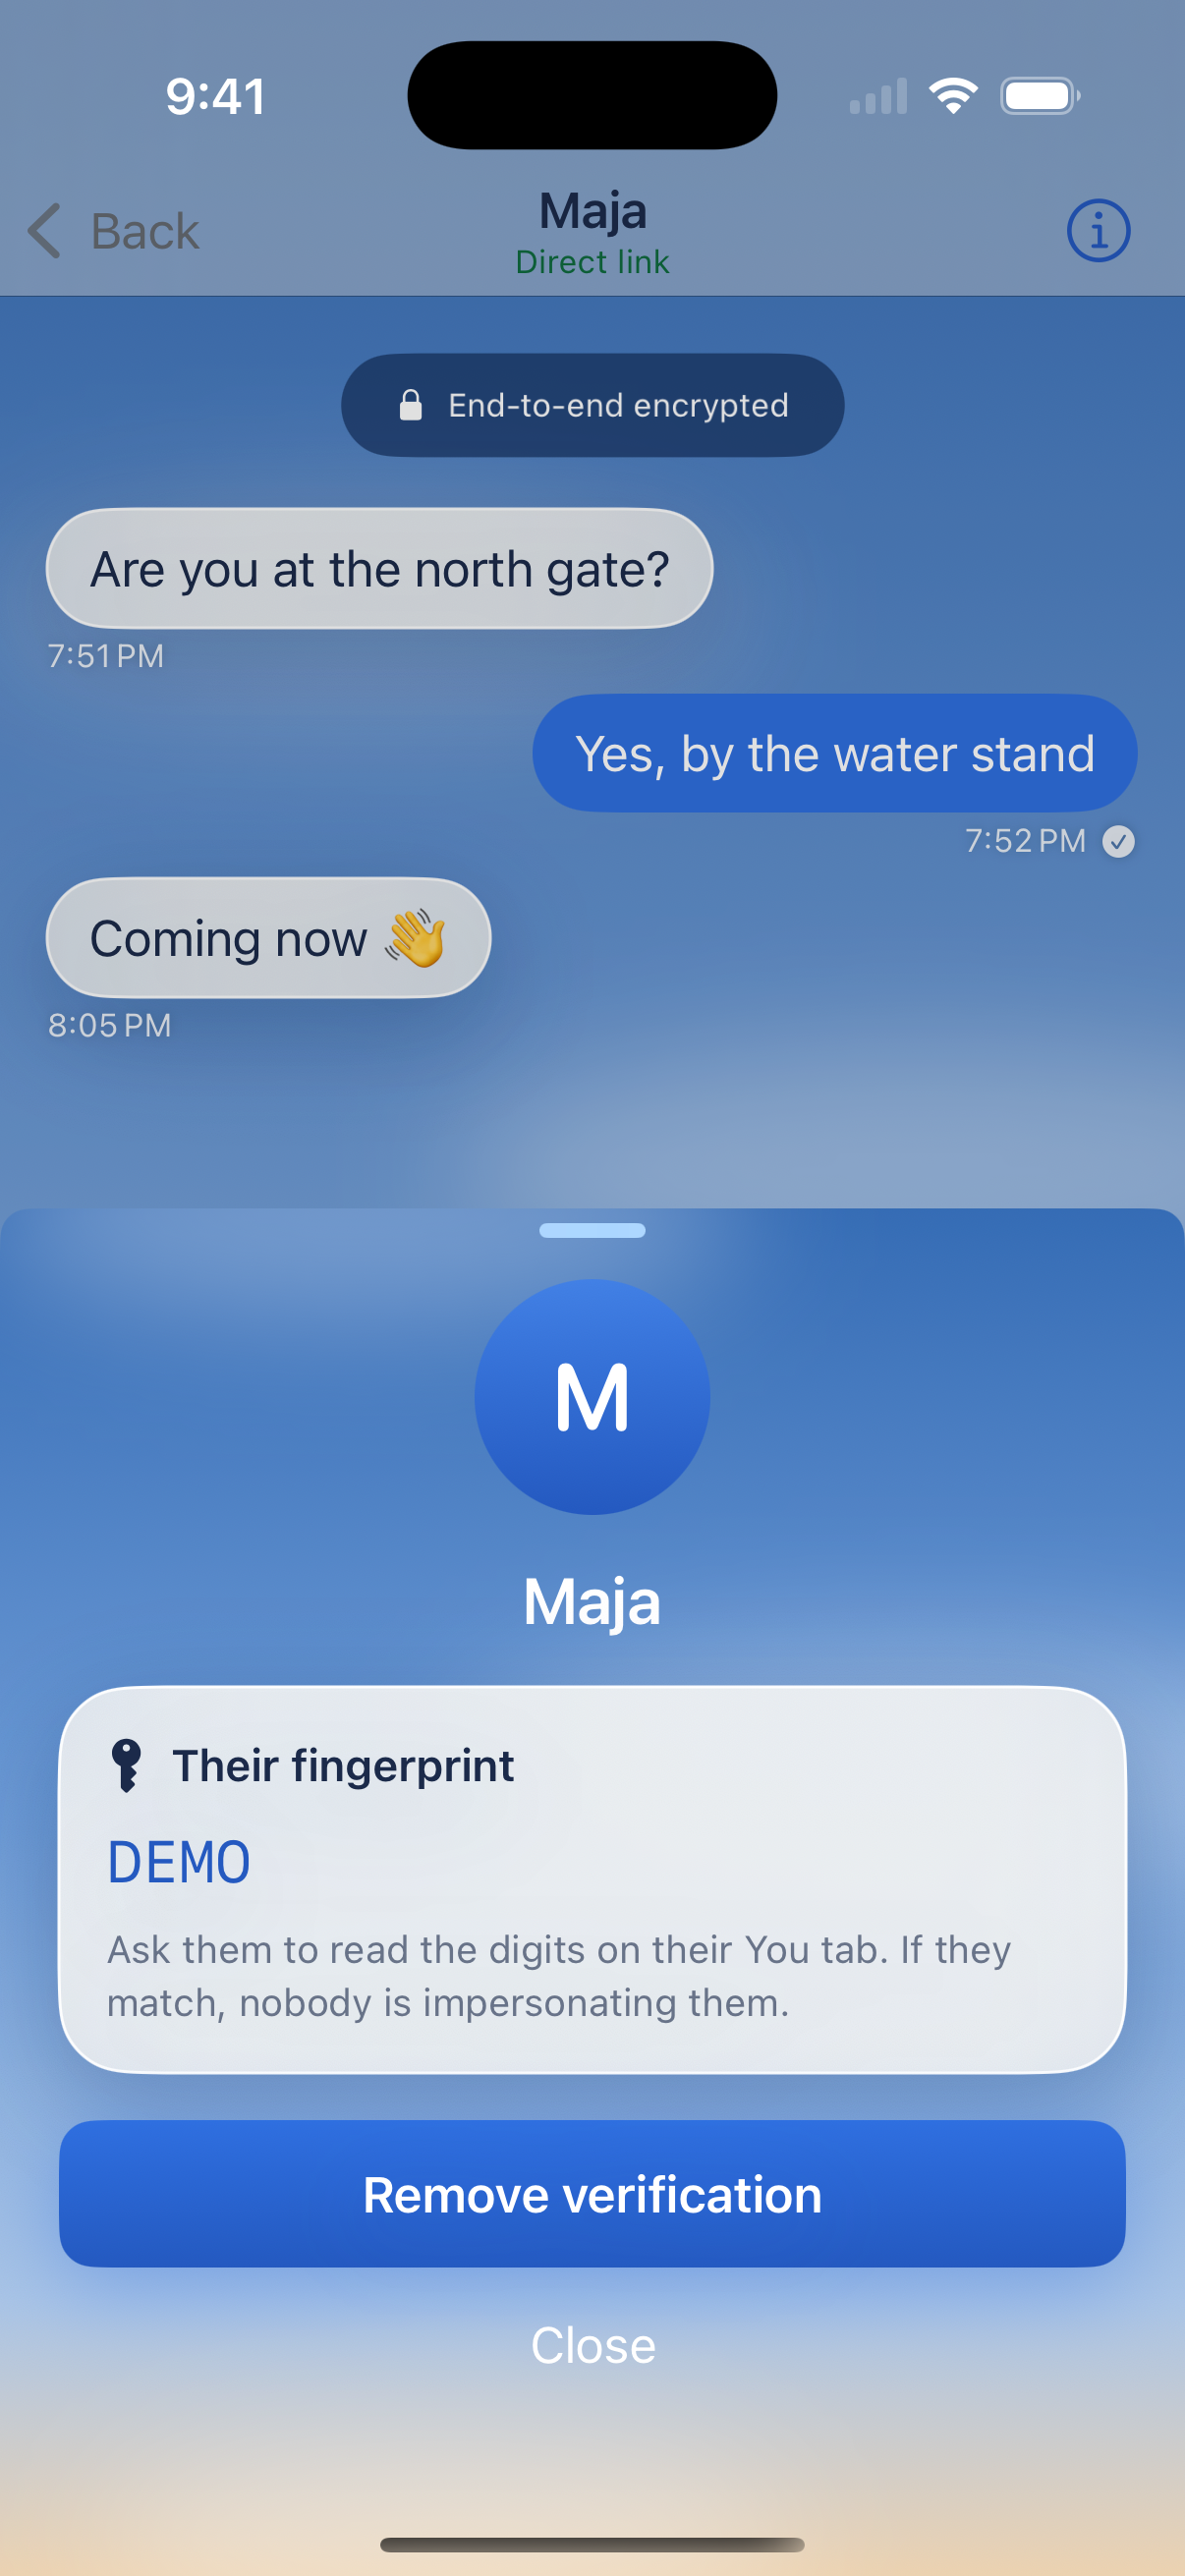 9:41
Back
Maja
Direct link
End-to-end encrypted
Are you at the north gate?
7:51 PM
Yes, by the water stand
7:52 PM
Coming now 👋
8:05 PM
M
Maja
Their fingerprint
DEMO
Ask them to read the digits on their You tab. If they
match, nobody is impersonating them.
Remove verification
Close